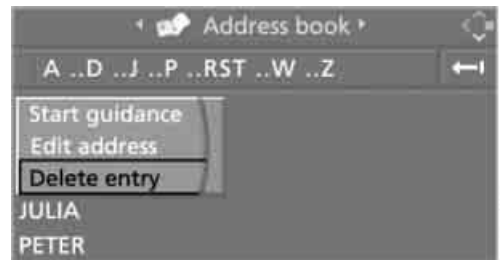 Address book
A ..D ..J ..P ..RST ..W ..Z
Start guidance
Edit address
Delete entry
JULIA
PETER